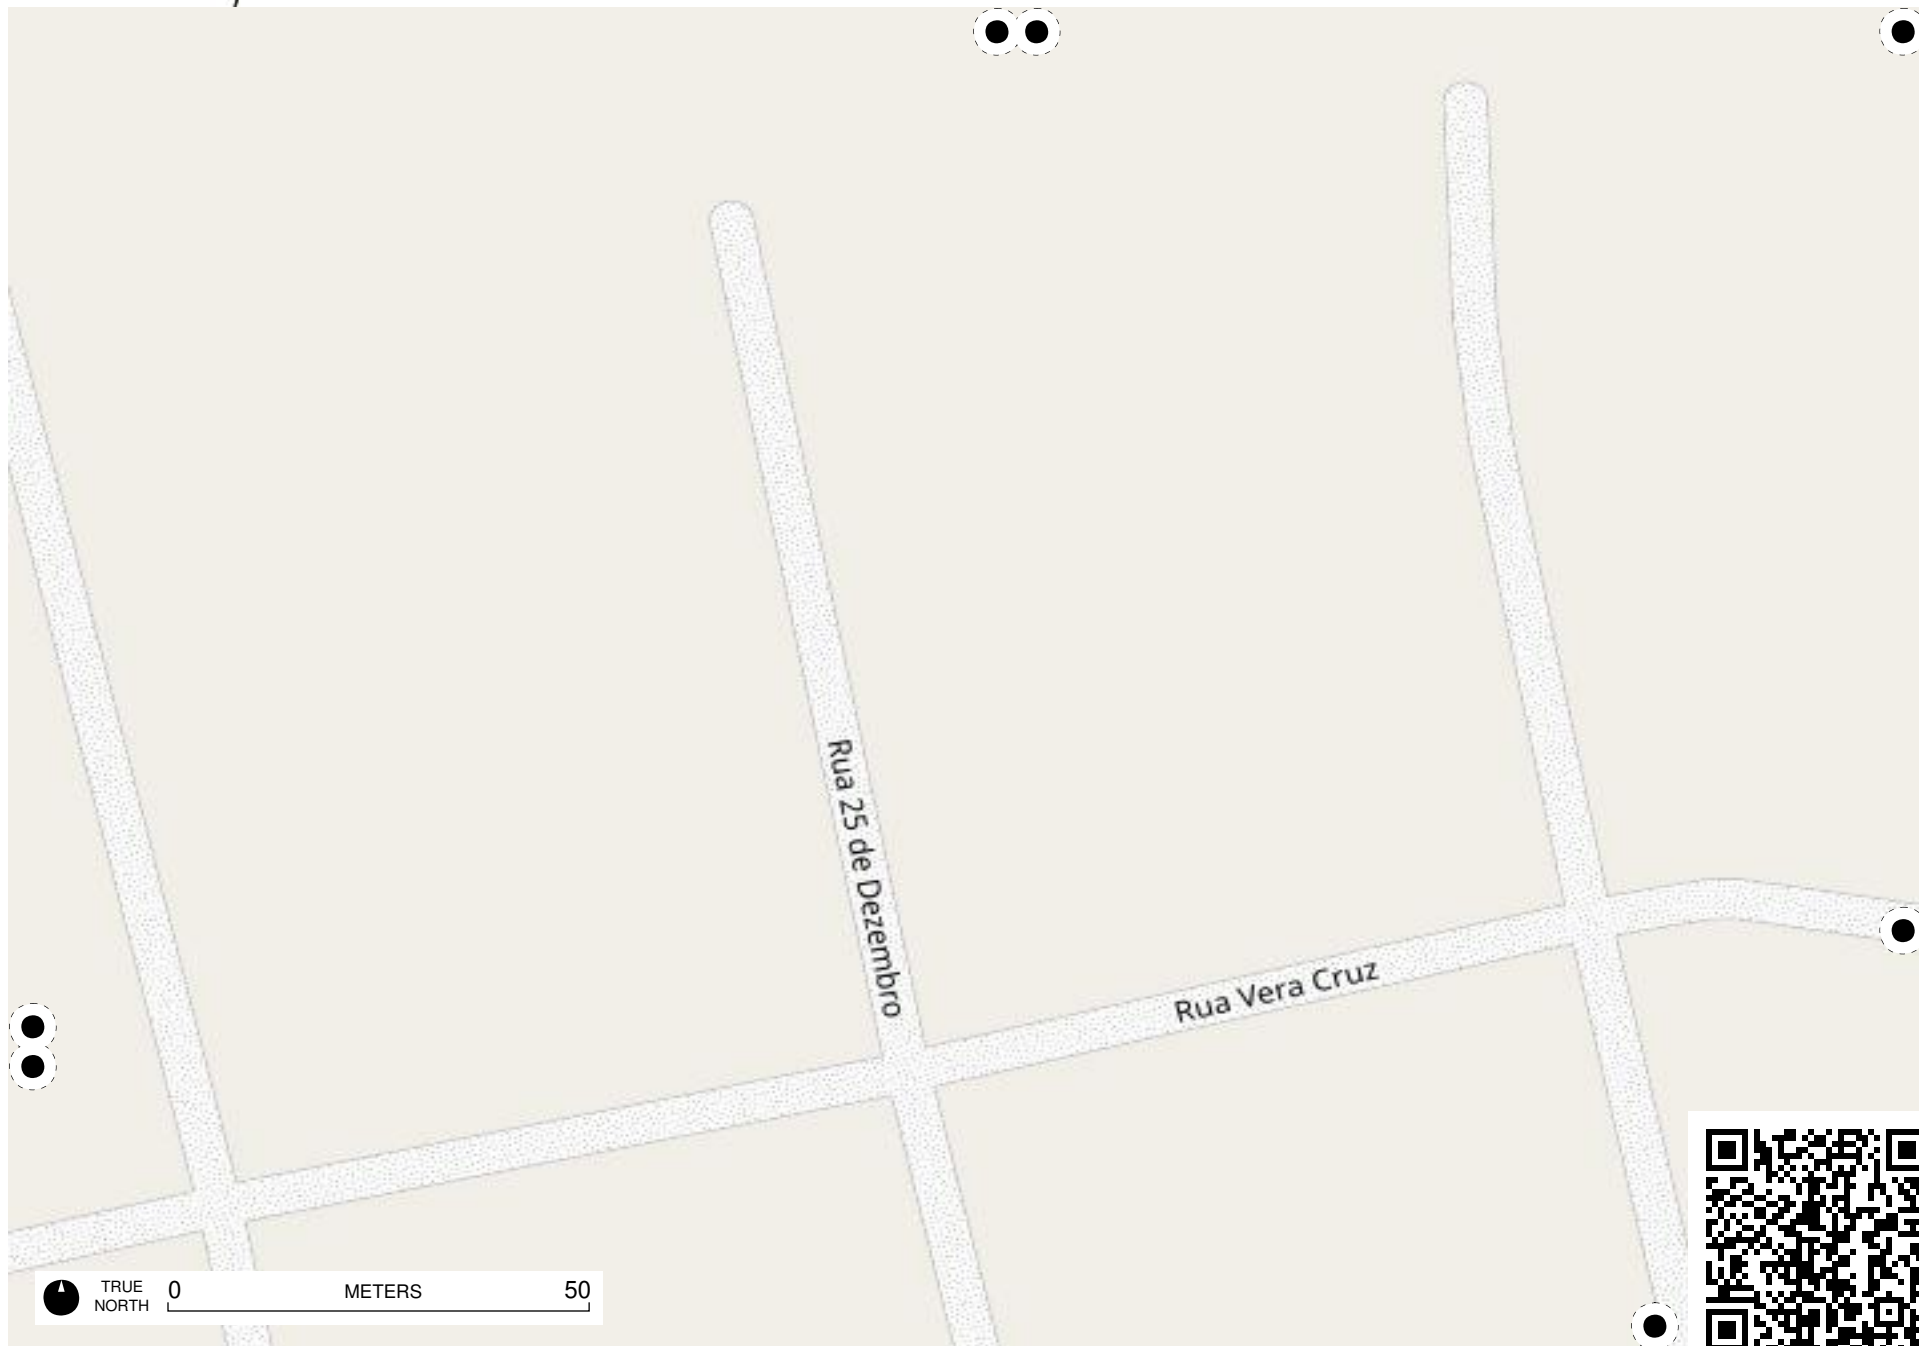 Rua 25 de Dezembro
Rua Vera Cruz
TRUE
NORTH
0 METERS 50